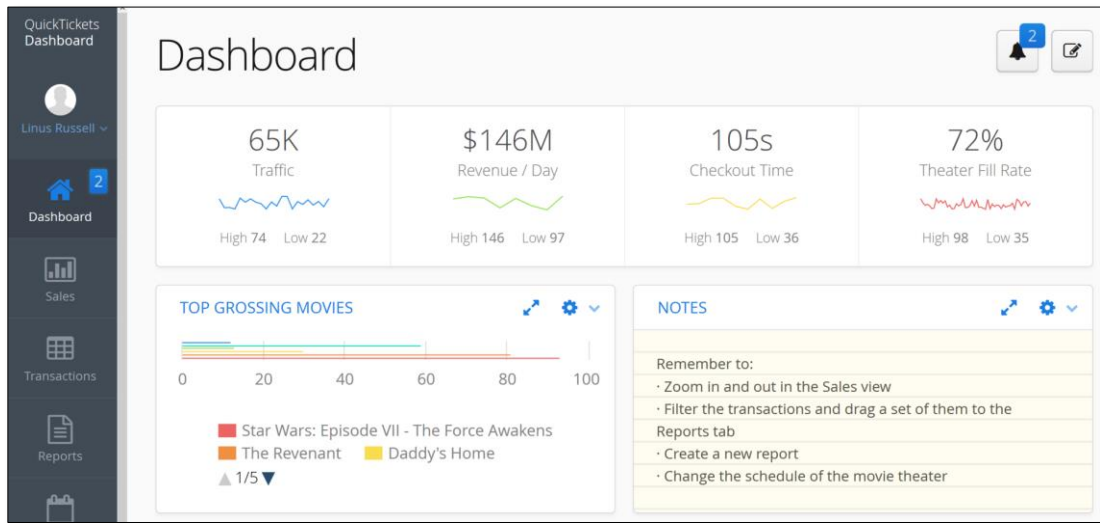 QuickTickets
Dashboard
Linus Russell
2
Dashboard
Sales
Transactions
Reports
Dashboard
2
65K
Traffic
High 74 Low 22
$146M
Revenue / Day
High 146 Low 97
105s
Checkout Time
High 105 Low 36
72%
Theater Fill Rate
High 98 Low 35
TOP GROSSING MOVIES
0 20 40 60 80 100
Star Wars: Episode VII - The Force Awakens
The Revenant Daddy's Home
1/5
NOTES
Remember to:
· Zoom in and out in the Sales view
· Filter the transactions and drag a set of them to the
Reports tab
· Create a new report
· Change the schedule of the movie theater